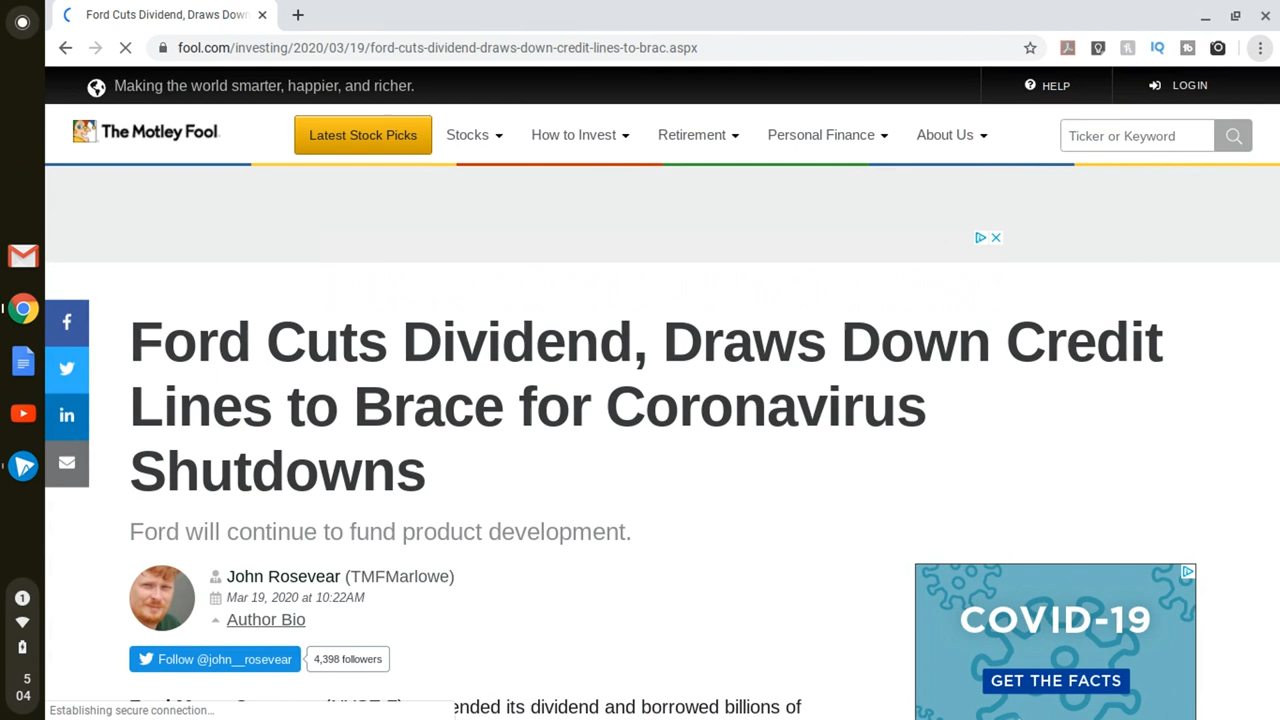 Ford Cuts Dividend, Draws Down
fool.com/investing/2020/03/19/ford-cuts-dividend-draws-down-credit-lines-to-brac.aspx
IQ
Making the world smarter, happier, and richer.
HELP
LOGIN
The Motley Fool
Latest Stock Picks
Stocks
How to Invest
Retirement
Personal Finance
About Us
Ticker or Keyword
Ford Cuts Dividend, Draws Down Credit
Lines to Brace for Coronavirus
Shutdowns
Ford will continue to fund product development.
John Rosevear (TMFMarlowe)
Mar 19, 2020 at 10:22AM
Author Bio
Follow @john__rosevear
4,398 followers
COVID-19
GET THE FACTS
ended its dividend and borrowed billions of
Establishing secure connection...
1
5
04